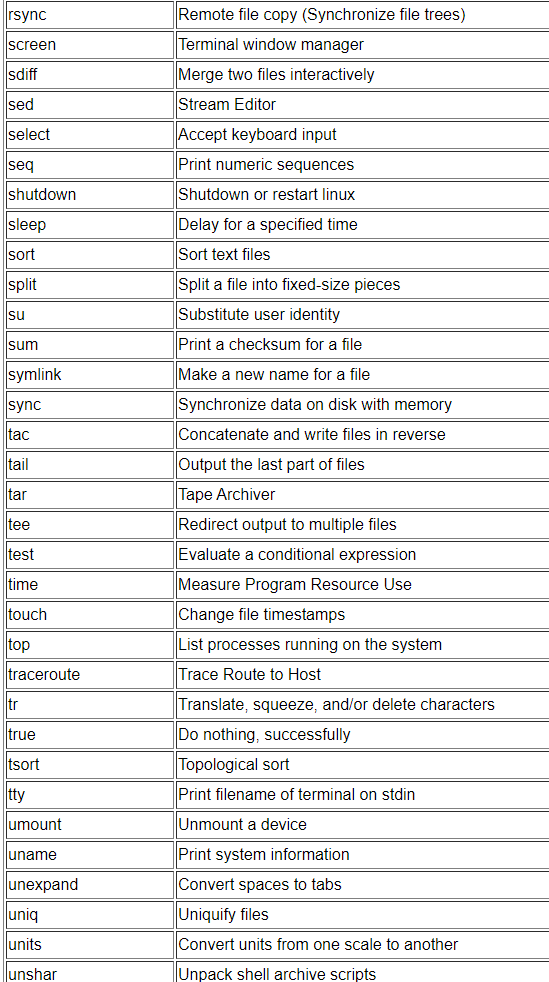 rsync Remote file copy (Synchronize file trees)
screen Terminal window manager
sdiff Merge two files interactively
sed Stream Editor
select Accept keyboard input
seq Print numeric sequences
shutdown Shutdown or restart linux
sleep Delay for a specified time
sort Sort text files
split Split a file into fixed-size pieces
su Substitute user identity
sum Print a checksum for a file
symlink Make a new name for a file
sync Synchronize data on disk with memory
tac Concatenate and write files in reverse
tail Output the last part of files
tar Tape Archiver
tee Redirect output to multiple files
test Evaluate a conditional expression
time Measure Program Resource Use
touch Change file timestamps
top List processes running on the system
traceroute Trace Route to Host
tr Translate, squeeze, and/or delete characters
true Do nothing, successfully
tsort Topological sort
tty Print filename of terminal on stdin
umount Unmount a device
uname Print system information
unexpand Convert spaces to tabs
uniq Uniquify files
units Convert units from one scale to another
unshar Unpack shell archive scripts